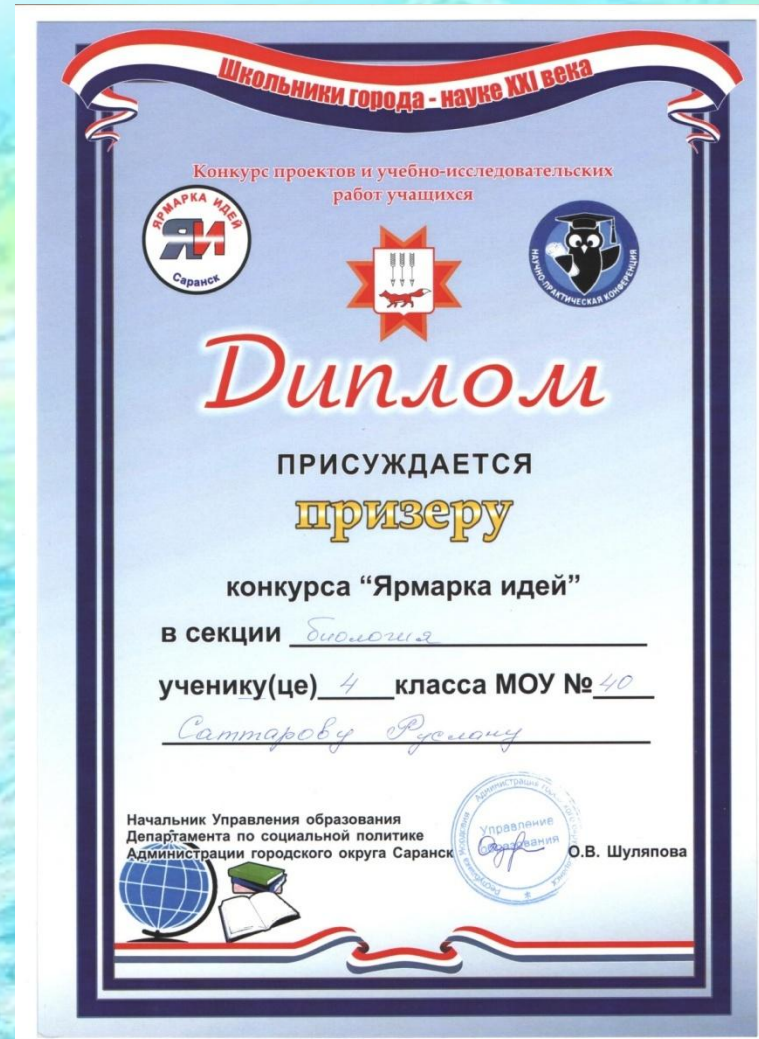 Школьники города - науке XXI века
Конкурс проектов и учебно-исследовательских
работ учащихся
ЯРМАРКА ИДЕЙ
ЯИ
Саранск
НАУЧНО-ПРАКТИЧЕСКАЯ КОНФЕРЕНЦИЯ
Диплом
ПРИСУЖДАЕТСЯ
призеру
конкурса “Ярмарка идей”
в секции биология
ученику(це) 4 класса МОУ № 40
Саттарову Руслану
Начальник Управления образования
Департамента по социальной политике
Администрации городского округа Саранск
О.В. Шуляпова
Управление
образования
Республика Мордовия